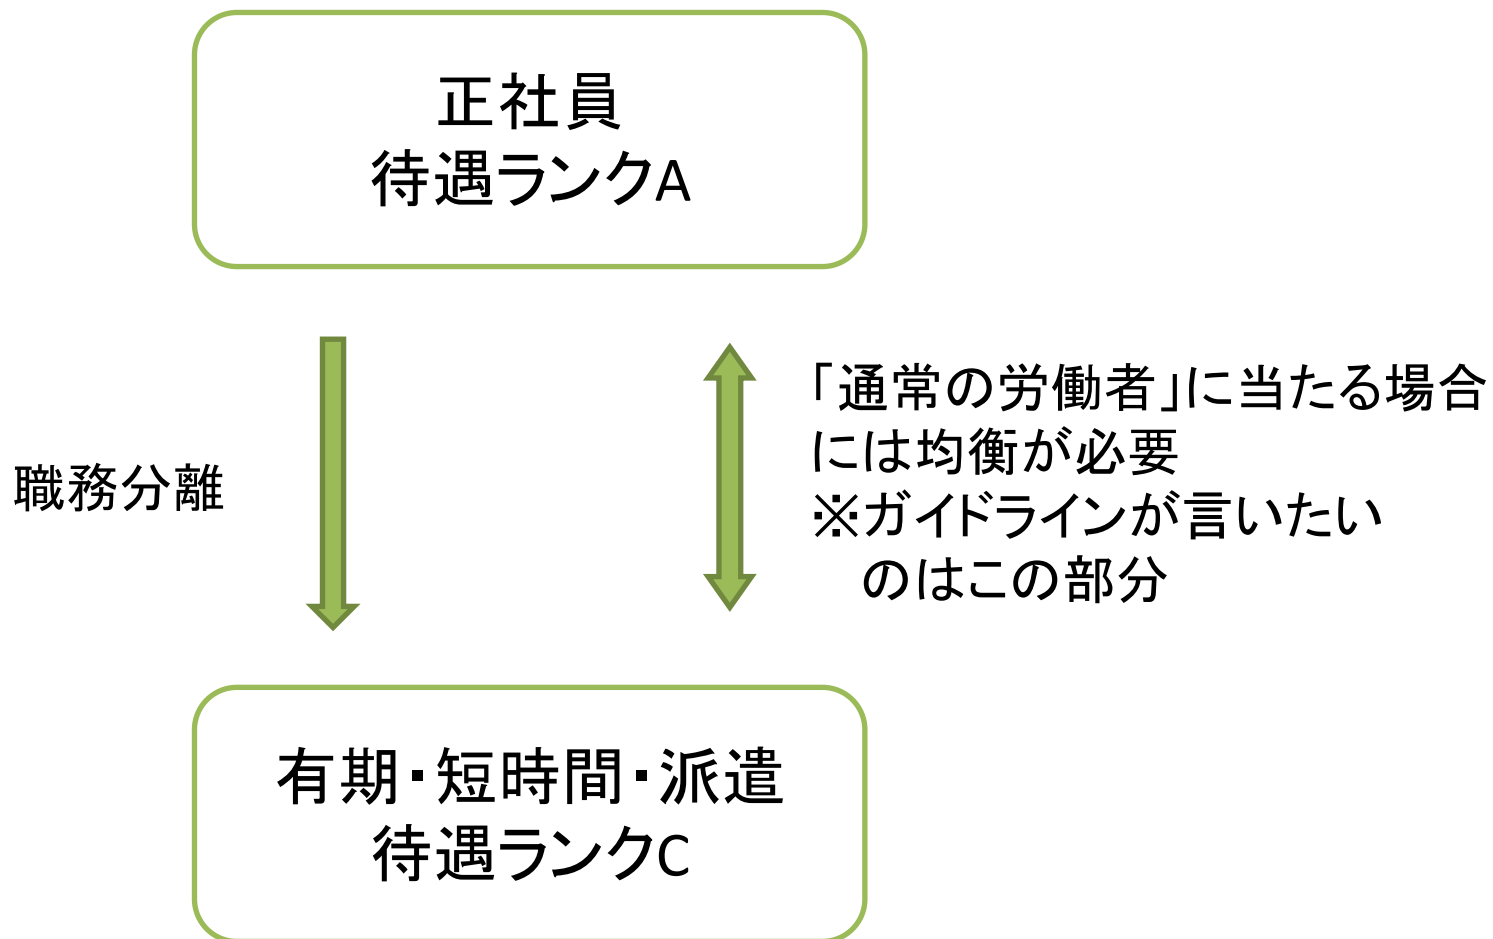 正社員
待遇ランクA
職務分離
「通常の労働者」に当たる場合
には均衡が必要
※ガイドラインが言いたい
のはこの部分
有期・短時間・派遣
待遇ランクC